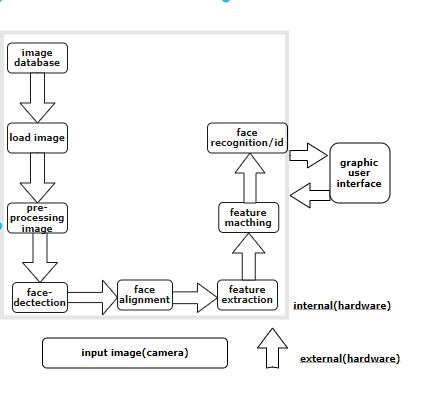 image
database
load image
pre-
processing
image
face-
dectection
face
alignment
feature
extraction
feature
macthing
face
recognition/id
graphic
user
interface
internal(hardware)
input image(camera)
external(hardware)